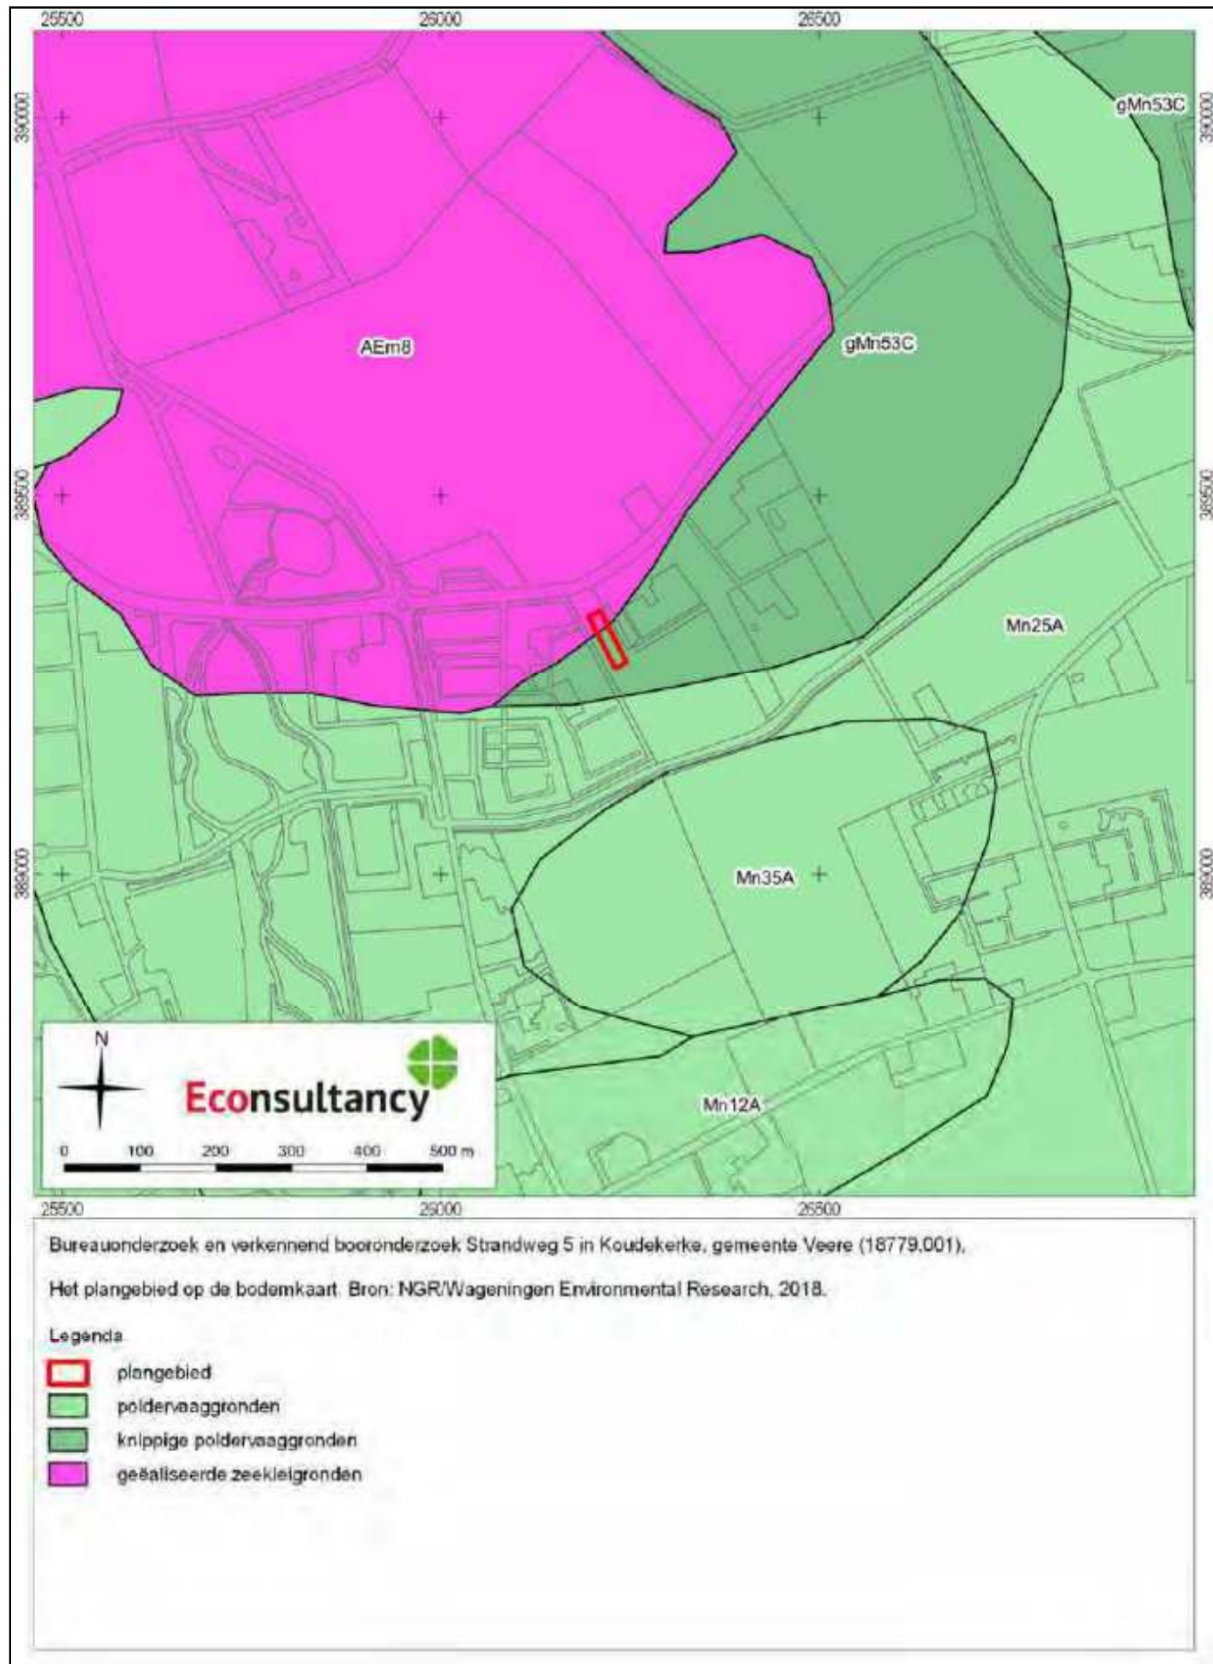 25500 26000 26500
390000 390000
gMn53C
AEm8
gMn53C
389500 389500
Mn25A
Mn35A
389000 389000
Mn12A
N
Econsultancy
0 100 200 300 400 500 m
25500 26000 26500
Bureauonderzoek en verkennend booronderzoek Strandweg 5 in Koudekerke, gemeente Veere (18779.001).
Het plangebied op de bodemkaart. Bron: NGR/Wageningen Environmental Research, 2018.
Legenda
plangebied
poldervaaggronden
knippige poldervaaggronden
geëaliseerde zeekleigronden